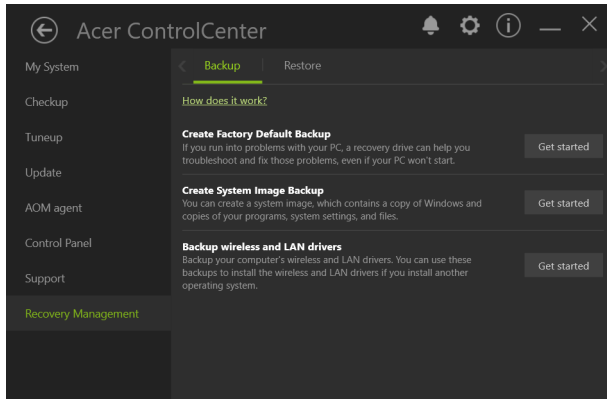 Acer ControlCenter
My System
Checkup
Tuneup
Update
AOM agent
Control Panel
Support
Recovery Management
Backup
Restore
How does it work?
Create Factory Default Backup
If you run into problems with your PC, a recovery drive can help you
troubleshoot and fix those problems, even if your PC won't start.
Get started
Create System Image Backup
You can create a system image, which contains a copy of Windows and
copies of your programs, system settings, and files.
Get started
Backup wireless and LAN drivers
Backup your computer's wireless and LAN drivers. You can use these
backups to install the wireless and LAN drivers if you install another
operating system.
Get started